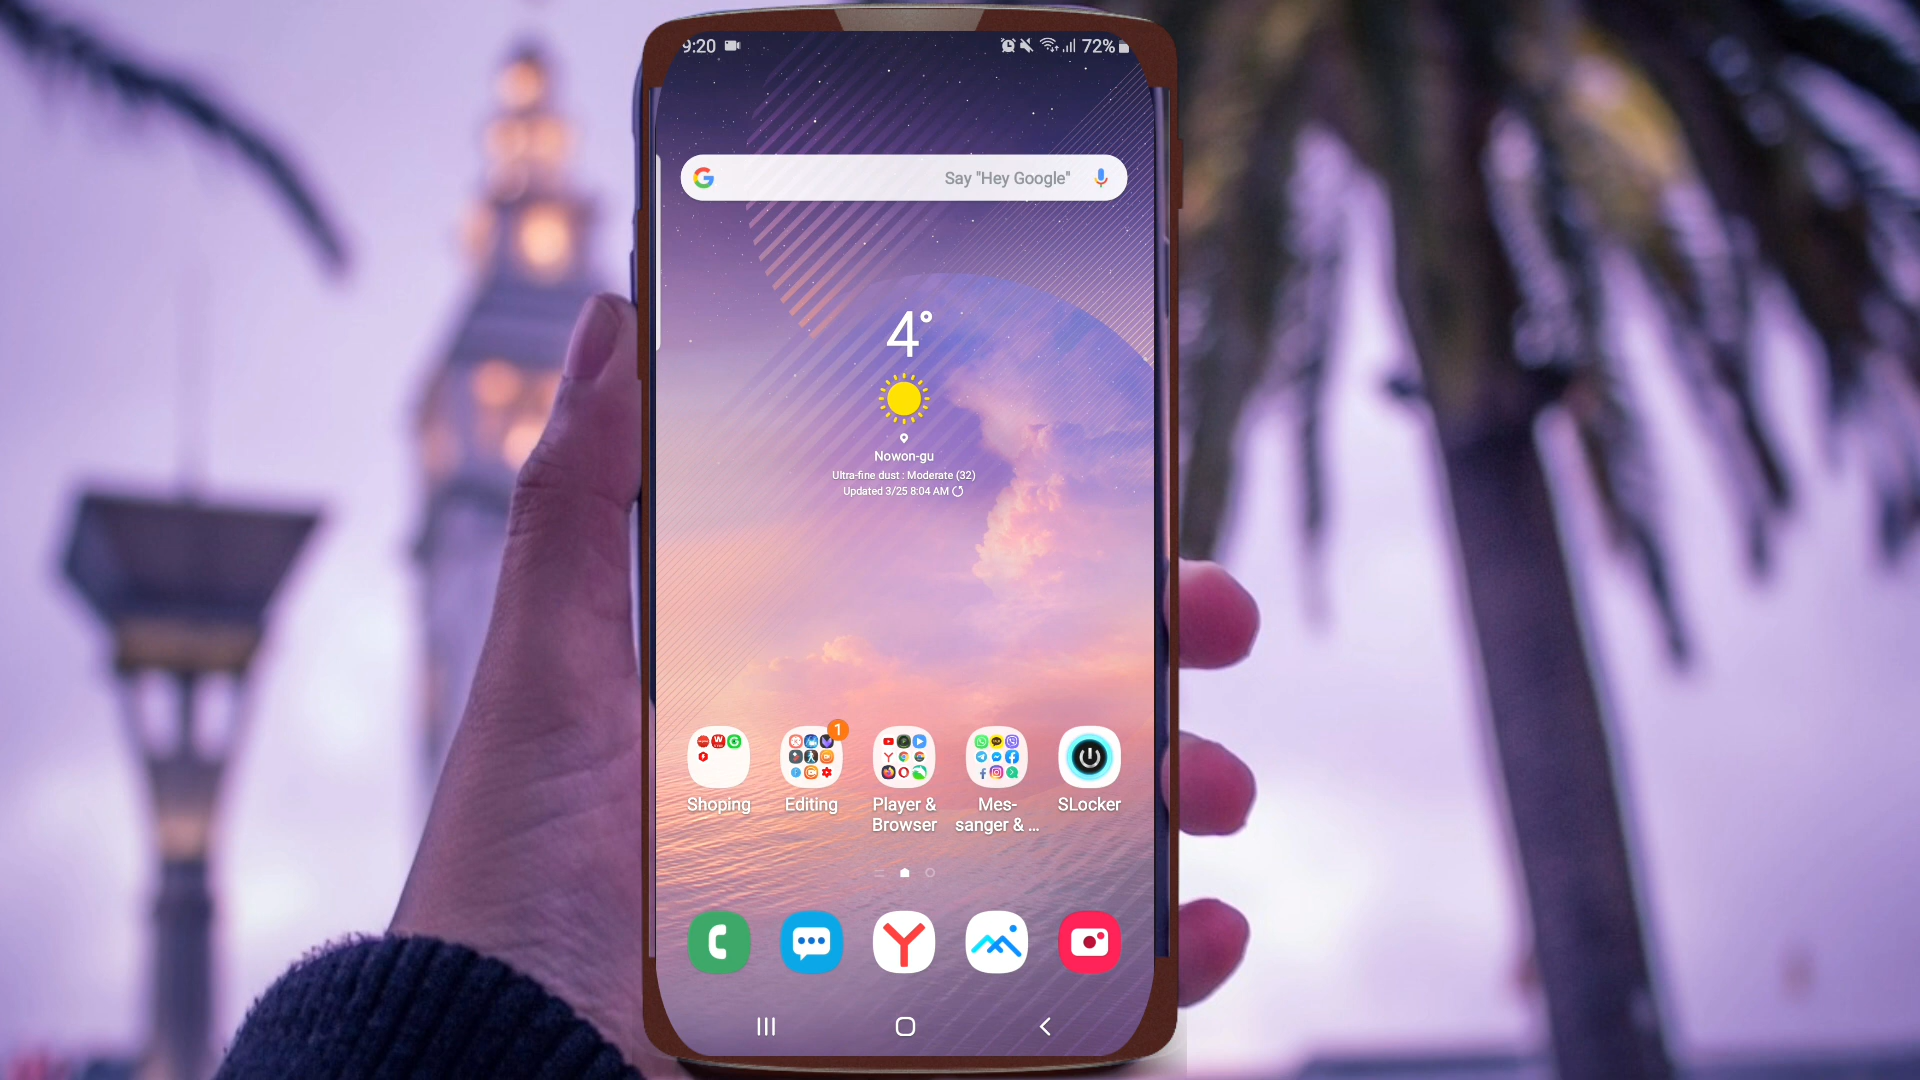 9:20 72%
Say "Hey Google"
4°
Nowon-gu
Ultra-fine dust : Moderate (32)
Updated 3/25 8:04 AM
1
Shoping Editing Player & Browser Mes-sanger & ... SLocker